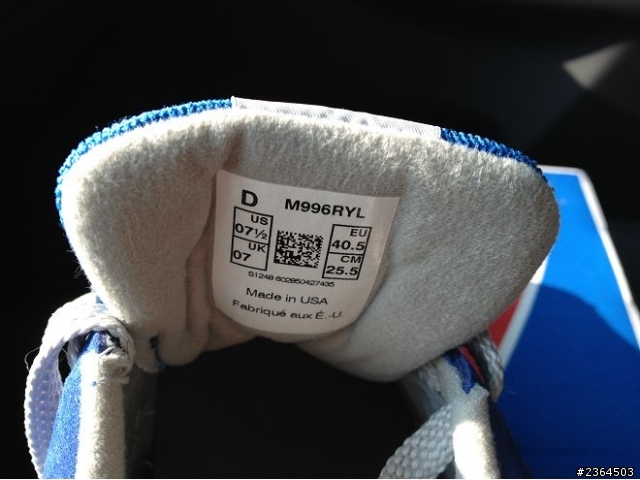 D M996RYL
US 07½ EU 40.5
UK 07 CM 25.5
S1248 602850427435
Made in USA
Fabriqué aux É.-U.
#2364503